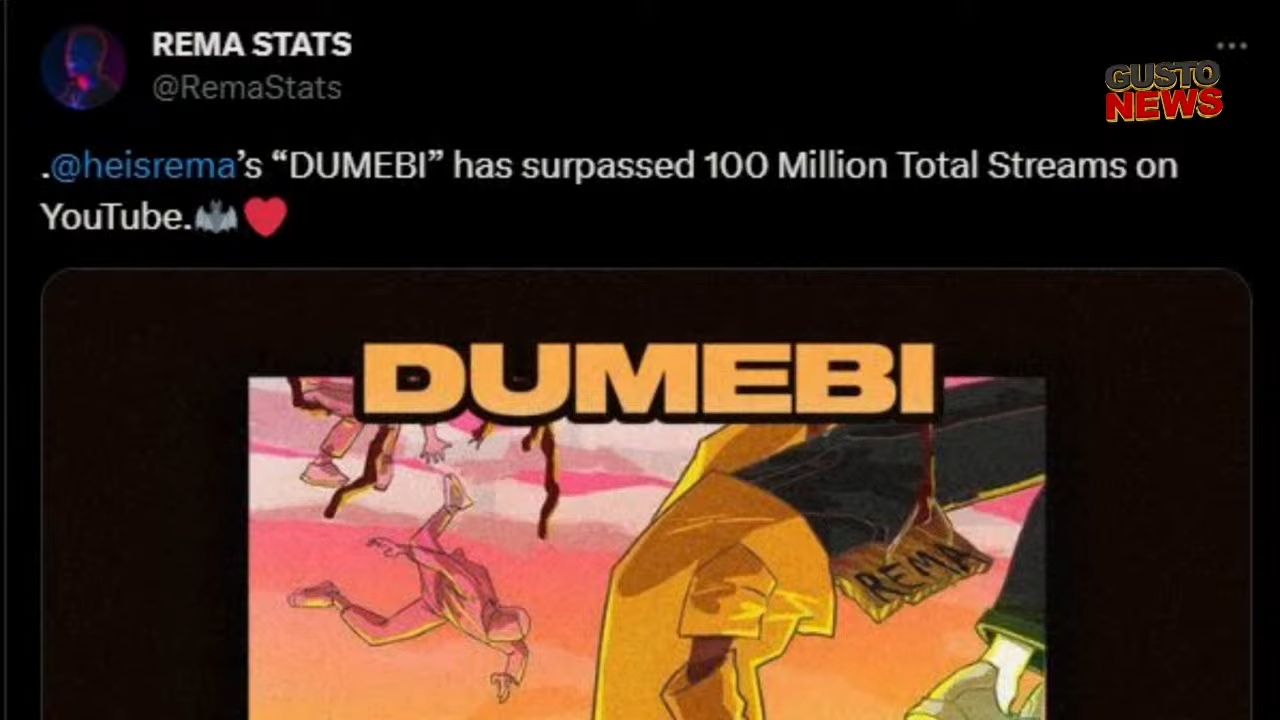 REMA STATS
@RemaStats
GUSTO
NEWS
.@heisrema’s “DUMEBI” has surpassed 100 Million Total Streams on
YouTube.🦇❤️
DUMEBI
REMA